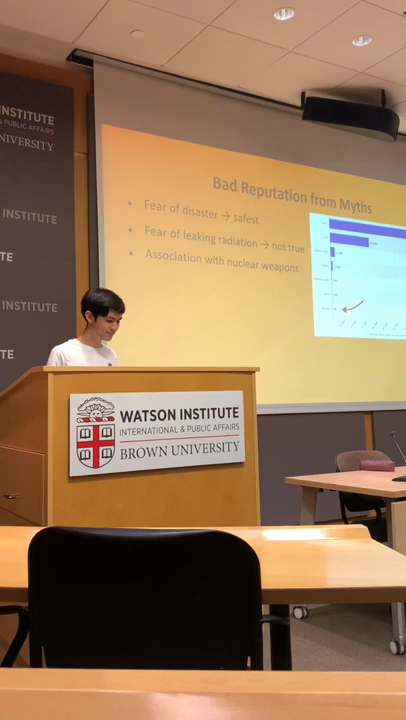 INSTITUTE
& PUBLIC AFFAIRS
UNIVERSITY
INSTITUTE
TE
INSTITUTE
TE
Bad Reputation from Myths
• Fear of disaster → safest
• Fear of leaking radiation → not true
• Association with nuclear weapons
WATSON INSTITUTE
INTERNATIONAL & PUBLIC AFFAIRS
BROWN UNIVERSITY